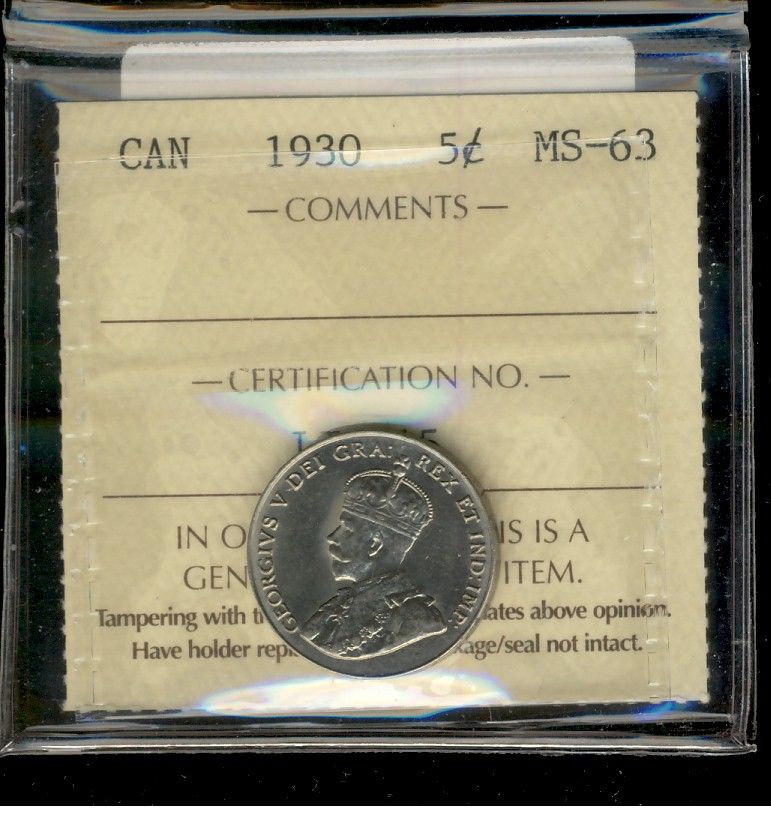 CAN 1930 5¢ MS-63
— COMMENTS —
— CERTIFICATION NO. —
GEORGIVS V DEI GRA: REX ET IND:IMP:
IN O IS IS A
GEN ITEM.
Tampering with ates above opinion.
Have holder rep age/seal not intact.